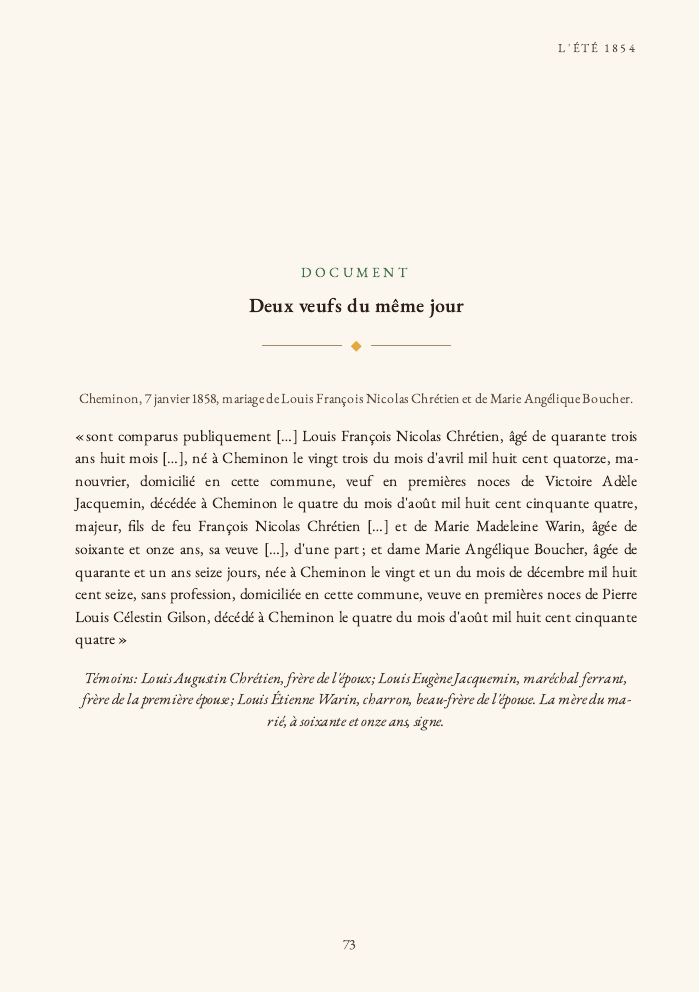 L'ÉTÉ 1854
DOCUMENT
Deux veufs du même jour
Cheminon, 7 janvier 1858, mariage de Louis François Nicolas Chrétien et de Marie Angélique Boucher.
« sont comparus publiquement [...] Louis François Nicolas Chrétien, âgé de quarante trois
ans huit mois [...], né à Cheminon le vingt trois du mois d'avril mil huit cent quatorze, ma-
nouvrier, domicilié en cette commune, veuf en premières noces de Victoire Adèle
Jacquemin, décédée à Cheminon le quatre du mois d'août mil huit cent cinquante quatre,
majeur, fils de feu François Nicolas Chrétien [...] et de Marie Madeleine Warin, âgée de
soixante et onze ans, sa veuve [...], d'une part ; et dame Marie Angélique Boucher, âgée de
quarante et un ans seize jours, née à Cheminon le vingt et un du mois de décembre mil huit
cent seize, sans profession, domiciliée en cette commune, veuve en premières noces de Pierre
Louis Célestin Gilson, décédé à Cheminon le quatre du mois d'août mil huit cent cinquante
quatre »
Témoins : Louis Augustin Chrétien, frère de l'époux ; Louis Eugène Jacquemin, maréchal ferrant,
frère de la première épouse ; Louis Étienne Warin, charron, beau-frère de l'épouse. La mère du ma-
rié, à soixante et onze ans, signe.
73